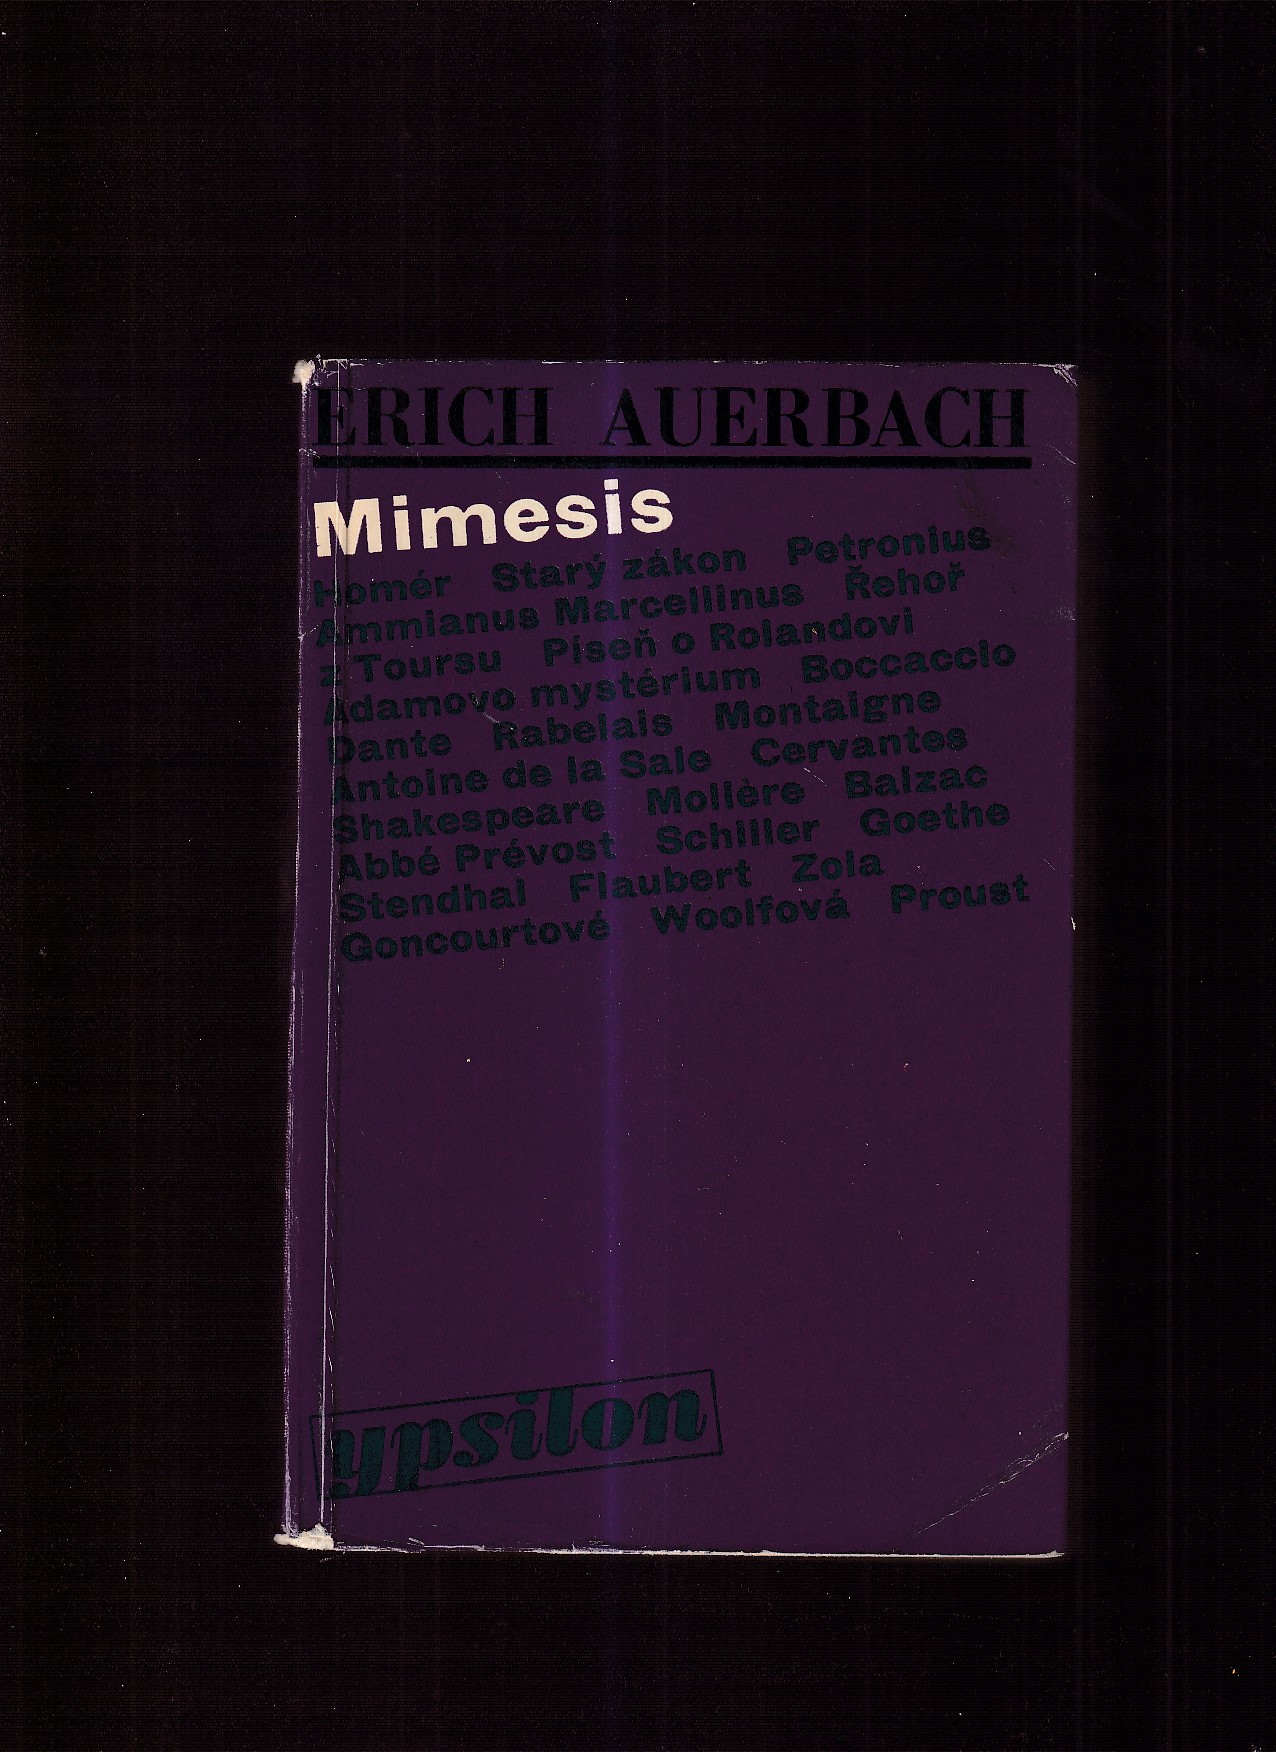 ERICH AUERBACH
Mimesis
Homér Starý zákon Petronius
Ammianus Marcellinus Řehoř
z Toursu Píseň o Rolandovi
Adamovo mystérium Boccaccio
Dante Rabelais Montaigne
Antoine de la Sale Cervantes
Shakespeare Molière Balzac
Abbé Prévost Schiller Goethe
Stendhal Flaubert Zola
Goncourtové Woolfová Proust
ypsilon